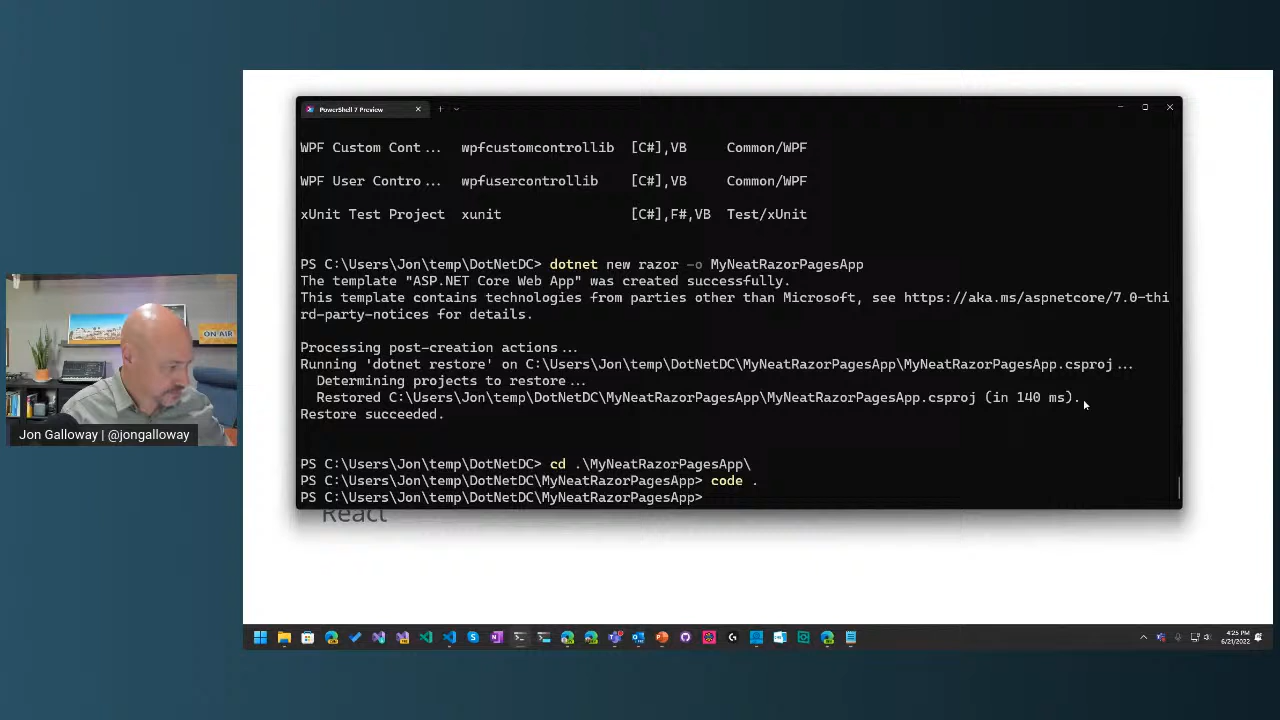 PowerShell 7 Preview
WPF Custom Cont... wpfcustomcontrollib [C#],VB Common/WPF
WPF User Contro... wpfusercontrollib [C#],VB Common/WPF
xUnit Test Project xunit [C#],F#,VB Test/xUnit
PS C:\Users\Jon\temp\DotNetDC> dotnet new razor -o MyNeatRazorPagesApp
The template "ASP.NET Core Web App" was created successfully.
This template contains technologies from parties other than Microsoft, see https://aka.ms/aspnetcore/7.0-thi
rd-party-notices for details.
Processing post-creation actions...
Running 'dotnet restore' on C:\Users\Jon\temp\DotNetDC\MyNeatRazorPagesApp\MyNeatRazorPagesApp.csproj...
Determining projects to restore...
Restored C:\Users\Jon\temp\DotNetDC\MyNeatRazorPagesApp\MyNeatRazorPagesApp.csproj (in 140 ms).
Restore succeeded.
PS C:\Users\Jon\temp\DotNetDC> cd .\MyNeatRazorPagesApp\
PS C:\Users\Jon\temp\DotNetDC\MyNeatRazorPagesApp> code .
PS C:\Users\Jon\temp\DotNetDC\MyNeatRazorPagesApp>
React
ON AIR
Jon Galloway | @jongalloway
4:25 PM
6/21/2022